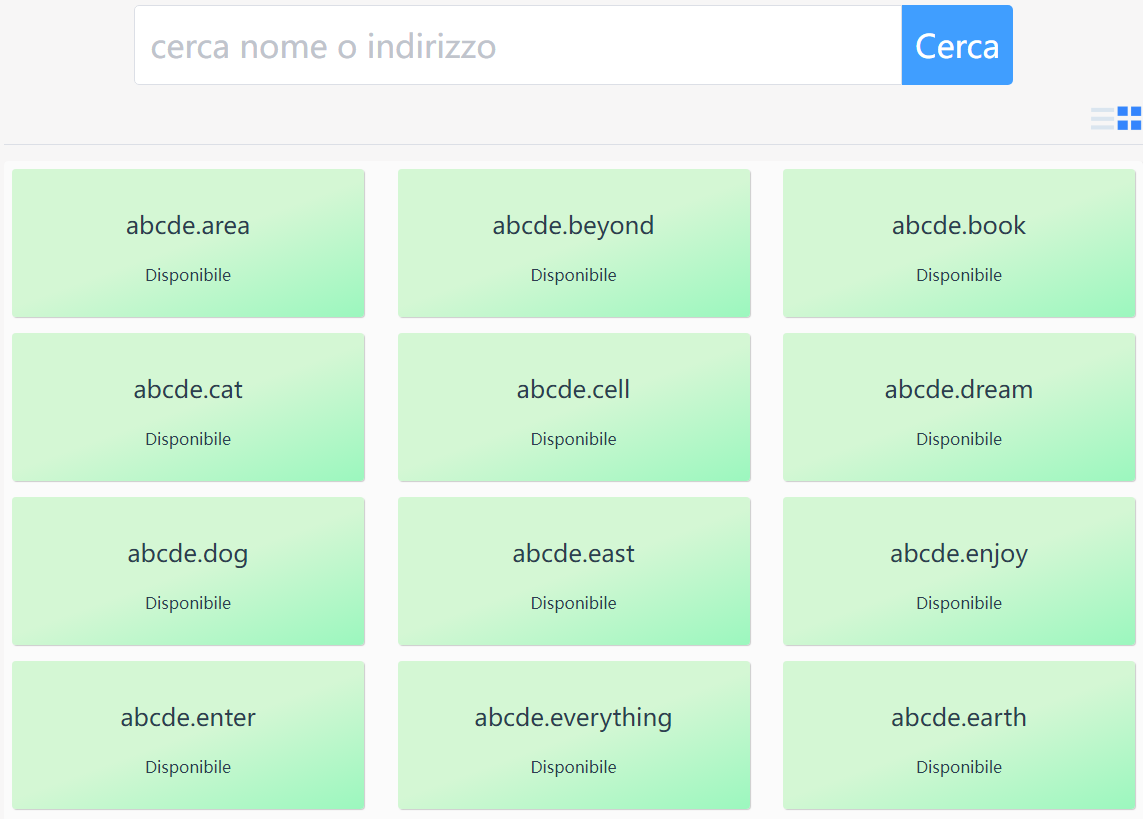 cerca nome o indirizzo
Cerca
abcde.area
Disponibile
abcde.beyond
Disponibile
abcde.book
Disponibile
abcde.cat
Disponibile
abcde.cell
Disponibile
abcde.dream
Disponibile
abcde.dog
Disponibile
abcde.east
Disponibile
abcde.enjoy
Disponibile
abcde.enter
Disponibile
abcde.everything
Disponibile
abcde.earth
Disponibile